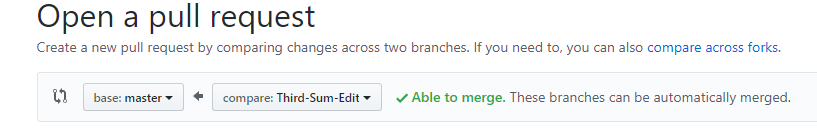 Open a pull request
Create a new pull request by comparing changes across two branches. If you need to, you can also compare across forks.
base: master compare: Third-Sum-Edit Able to merge. These branches can be automatically merged.